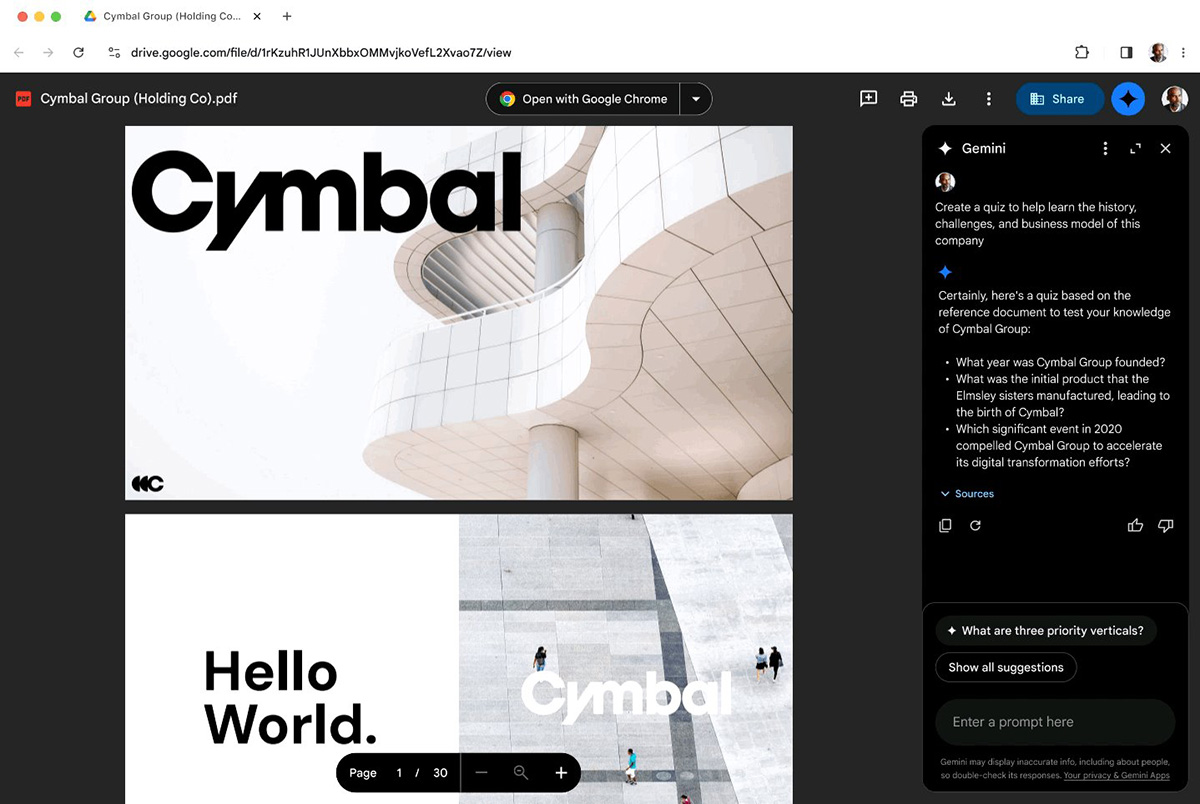 Cymbal Group (Holding Co...
drive.google.com/file/d/1rKzuhR1JUnXbbxOMMvjkoVefL2Xvao7Z/view
PDF Cymbal Group (Holding Co).pdf
Open with Google Chrome
Share
Cymbal
Hello
World.
Cymbal
Page 1 / 30
Gemini
Create a quiz to help learn the history,
challenges, and business model of this
company
Certainly, here's a quiz based on the
reference document to test your knowledge
of Cymbal Group:
• What year was Cymbal Group founded?
• What was the initial product that the
Elmsley sisters manufactured, leading to
the birth of Cymbal?
• Which significant event in 2020
compelled Cymbal Group to accelerate
its digital transformation efforts?
Sources
What are three priority verticals?
Show all suggestions
Enter a prompt here
Gemini may display inaccurate info, including about people,
so double-check its responses. Your privacy & Gemini Apps